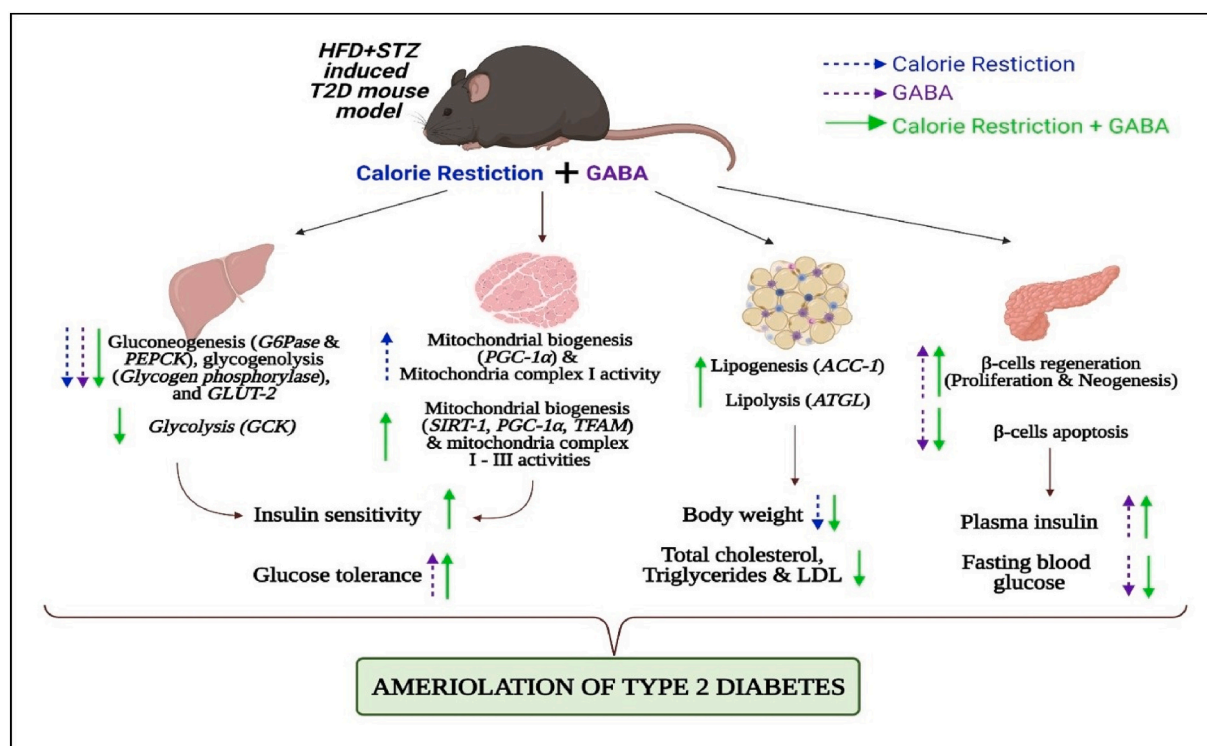 HFD+STZ
induced
T2D mouse
model
Calorie Restiction
GABA
Calorie Restriction + GABA
Calorie Restiction + GABA
Gluconeogenesis (G6Pase &
PEPCK), glycogenolysis
(Glycogen phosphorylase),
and GLUT-2
Glycolysis (GCK)
Mitochondrial biogenesis
(PGC-1α) &
Mitochondria complex I activity
Mitochondrial biogenesis
(SIRT-1, PGC-1α, TFAM)
& mitochondria complex
I - III activities
Lipogenesis (ACC-1)
Lipolysis (ATGL)
β-cells regeneration
(Proliferation & Neogenesis)
β-cells apoptosis
Insulin sensitivity
Glucose tolerance
Body weight
Total cholesterol,
Triglycerides & LDL
Plasma insulin
Fasting blood
glucose
AMERIOLATION OF TYPE 2 DIABETES